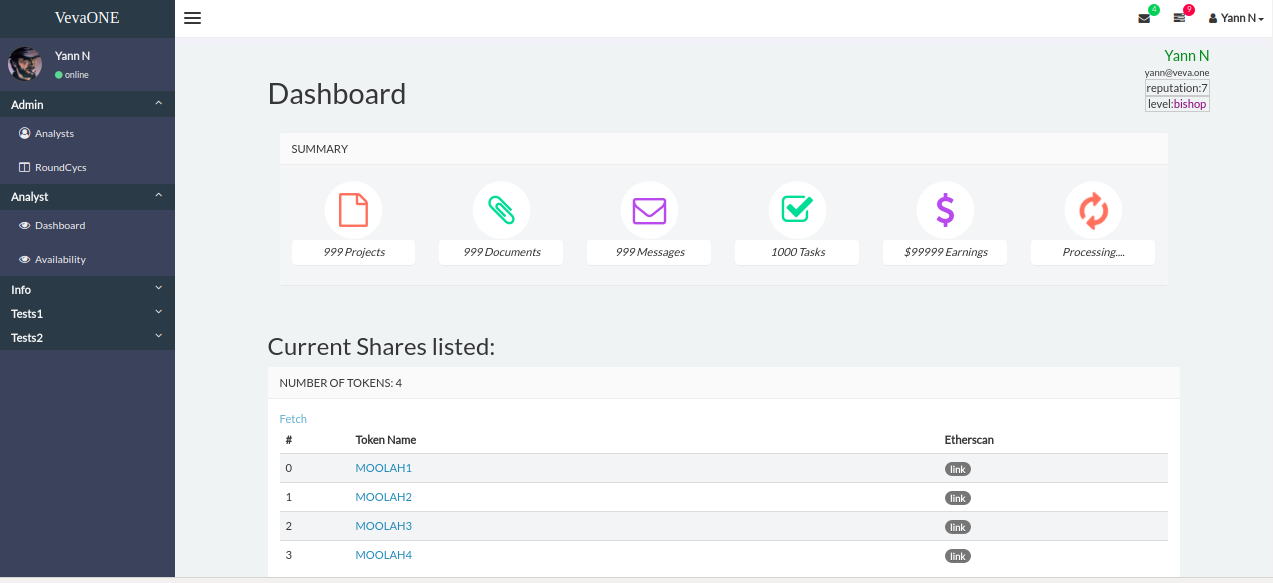 VevaONE
4
9
Yann N
Yann N
online
Yann N
yann@veva.one
reputation:7
level:bishop
Admin
Analysts
RoundCycs
Analyst
Dashboard
Availability
Info
Tests1
Tests2
Dashboard
SUMMARY
999 Projects
999 Documents
999 Messages
1000 Tasks
$99999 Earnings
Processing....
Current Shares listed:
NUMBER OF TOKENS: 4
Fetch
# Token Name Etherscan
0 MOOLAH1 link
1 MOOLAH2 link
2 MOOLAH3 link
3 MOOLAH4 link